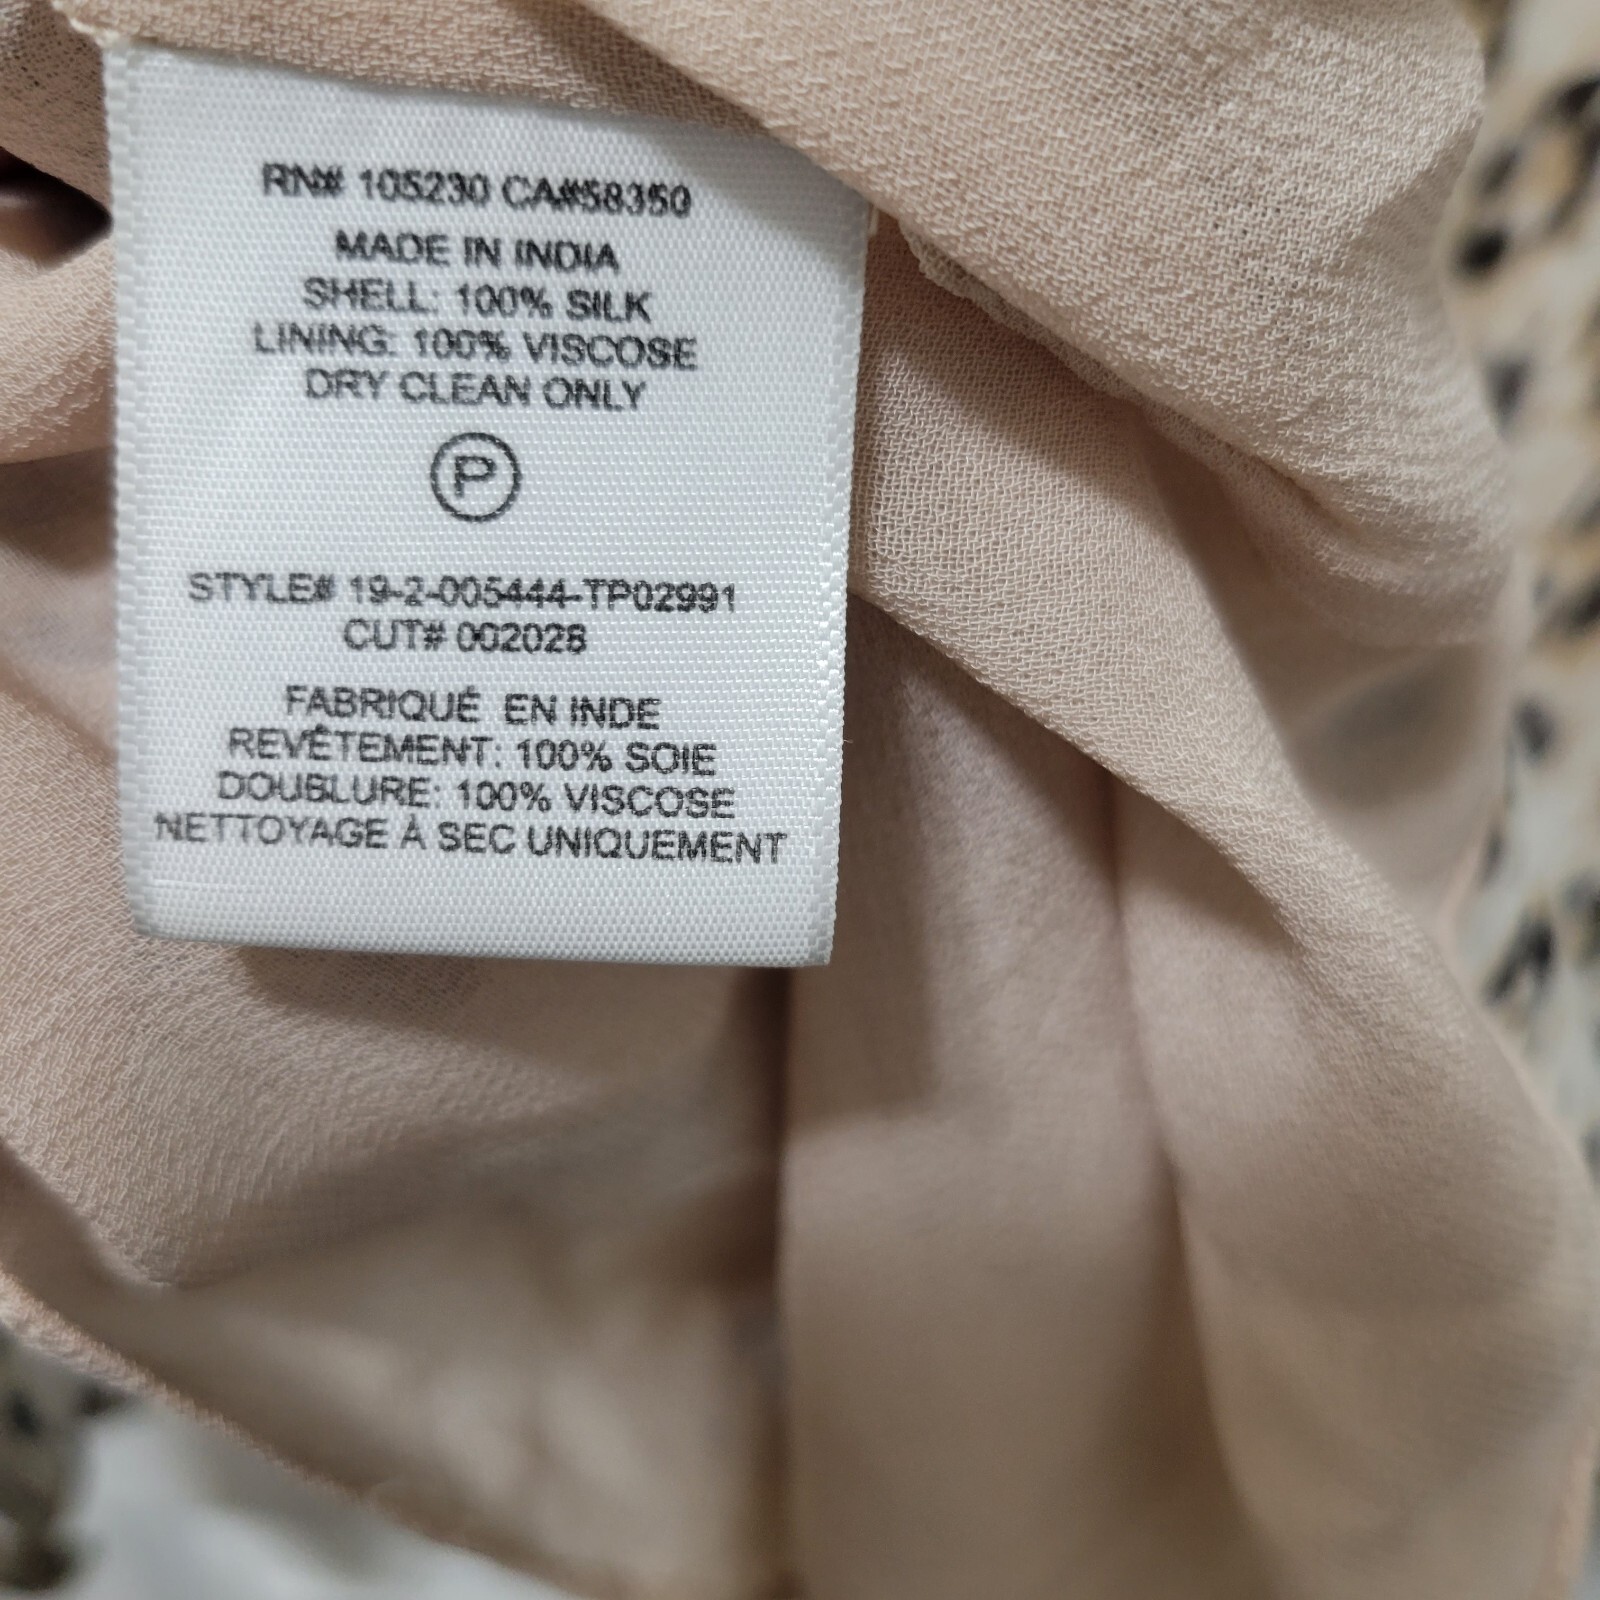 RN# 105230 CA#58350
MADE IN INDIA
SHELL: 100% SILK
LINING: 100% VISCOSE
DRY CLEAN ONLY
P
STYLE# 19-2-005444-TP02991
CUT# 002028
FABRIQUÉ EN INDE
REVÊTEMENT: 100% SOIE
DOUBLURE: 100% VISCOSE
NETTOYAGE À SEC UNIQUEMENT